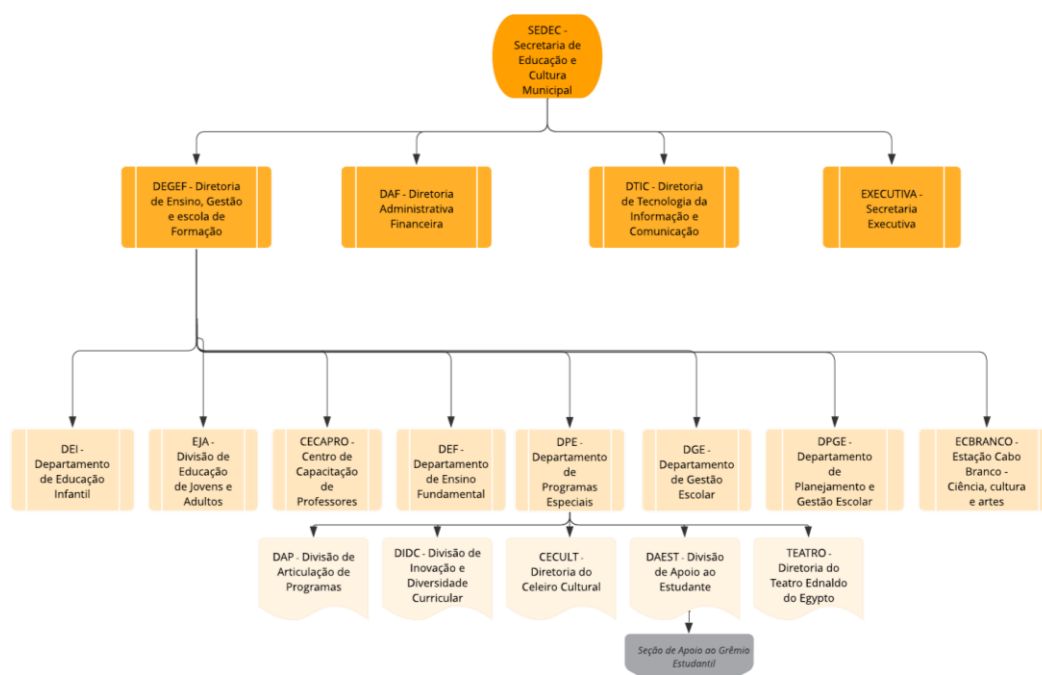 SEDEC -
Secretaria de
Educação e
Cultura
Municipal
DEGEF - Diretoria
de Ensino, Gestão
e escola de
Formação
DAF - Diretoria
Administrativa
Financeira
DTIC - Diretoria
de Tecnologia da
Informação e
Comunicação
EXECUTIVA -
Secretaria
Executiva
DEI -
Departamento
de Educação
Infantil
EJA -
Divisão de
Educação
de Jovens e
Adultos
CECAPRO -
Centro de
Capacitação
de
Professores
DEF -
Departamento
de Ensino
Fundamental
DPE -
Departamento
de
Programas
Especiais
DGE -
Departamento
de Gestão
Escolar
DPGE -
Departamento
de
Planejamento e
Gestão Escolar
ECBRANCO -
Estação Cabo
Branco -
Ciência, cultura
e artes
DAP - Divisão de
Articulação de
Programas
DIDC - Divisão de
Inovação e
Diversidade
Curricular
CECULT -
Diretoria do
Celeiro Cultural
DAEST - Divisão
de Apoio ao
Estudante
TEATRO -
Diretoria do
Teatro Ednaldo
do Egypto
Seção de Apoio ao Grêmio
Estudantil